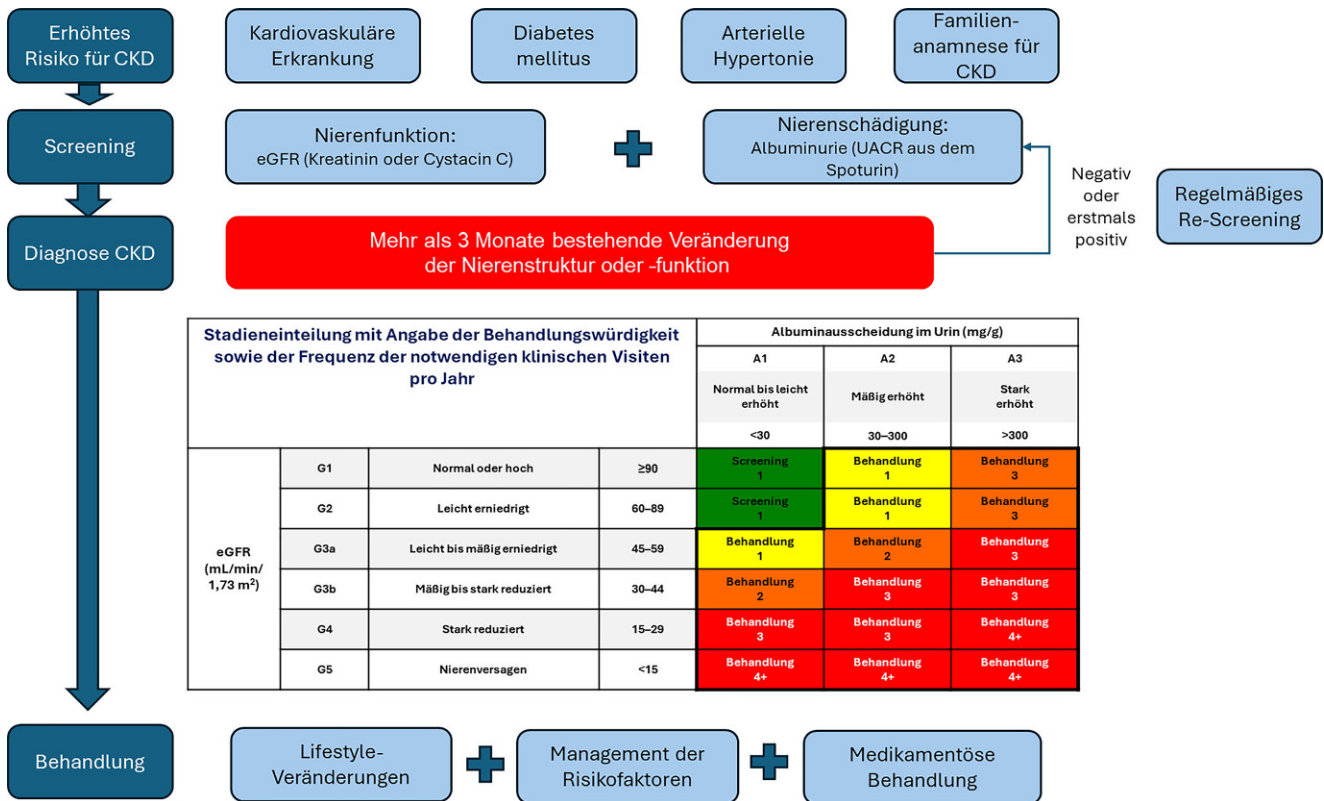 Erhöhtes
Risiko für CKD
Kardiovaskuläre
Erkrankung
Diabetes
mellitus
Arterielle
Hypertonie
Familien-
anamnese für
CKD
Screening
Nierenfunktion:
eGFR (Kreatinin oder Cystacin C)
Nierenschädigung:
Albuminurie (UACR aus dem
Spoturin)
Negativ
oder
erstmals
positiv
Regelmäßiges
Re-Screening
Diagnose CKD
Mehr als 3 Monate bestehende Veränderung
der Nierenstruktur oder -funktion
Stadieneinteilung mit Angabe der Behandlungswürdigkeit
sowie der Frequenz der notwendigen klinischen Visiten
pro Jahr
Albuminausscheidung im Urin (mg/g)
A1 A2 A3
Normal bis leicht
erhöht
Mäßig erhöht
Stark
erhöht
<30 30–300 >300
eGFR
(mL/min/
1,73 m²)
G1 Normal oder hoch ≥90
Screening
1
Behandlung
1
Behandlung
3
G2 Leicht erniedrigt 60–89
Screening
1
Behandlung
1
Behandlung
3
G3a Leicht bis mäßig erniedrigt 45–59
Behandlung
1
Behandlung
2
Behandlung
3
G3b Mäßig bis stark reduziert 30–44
Behandlung
2
Behandlung
3
Behandlung
3
G4 Stark reduziert 15–29
Behandlung
3
Behandlung
3
Behandlung
4+
G5 Nierenversagen <15
Behandlung
4+
Behandlung
4+
Behandlung
4+
Behandlung
Lifestyle-
Veränderungen
Management der
Risikofaktoren
Medikamentöse
Behandlung